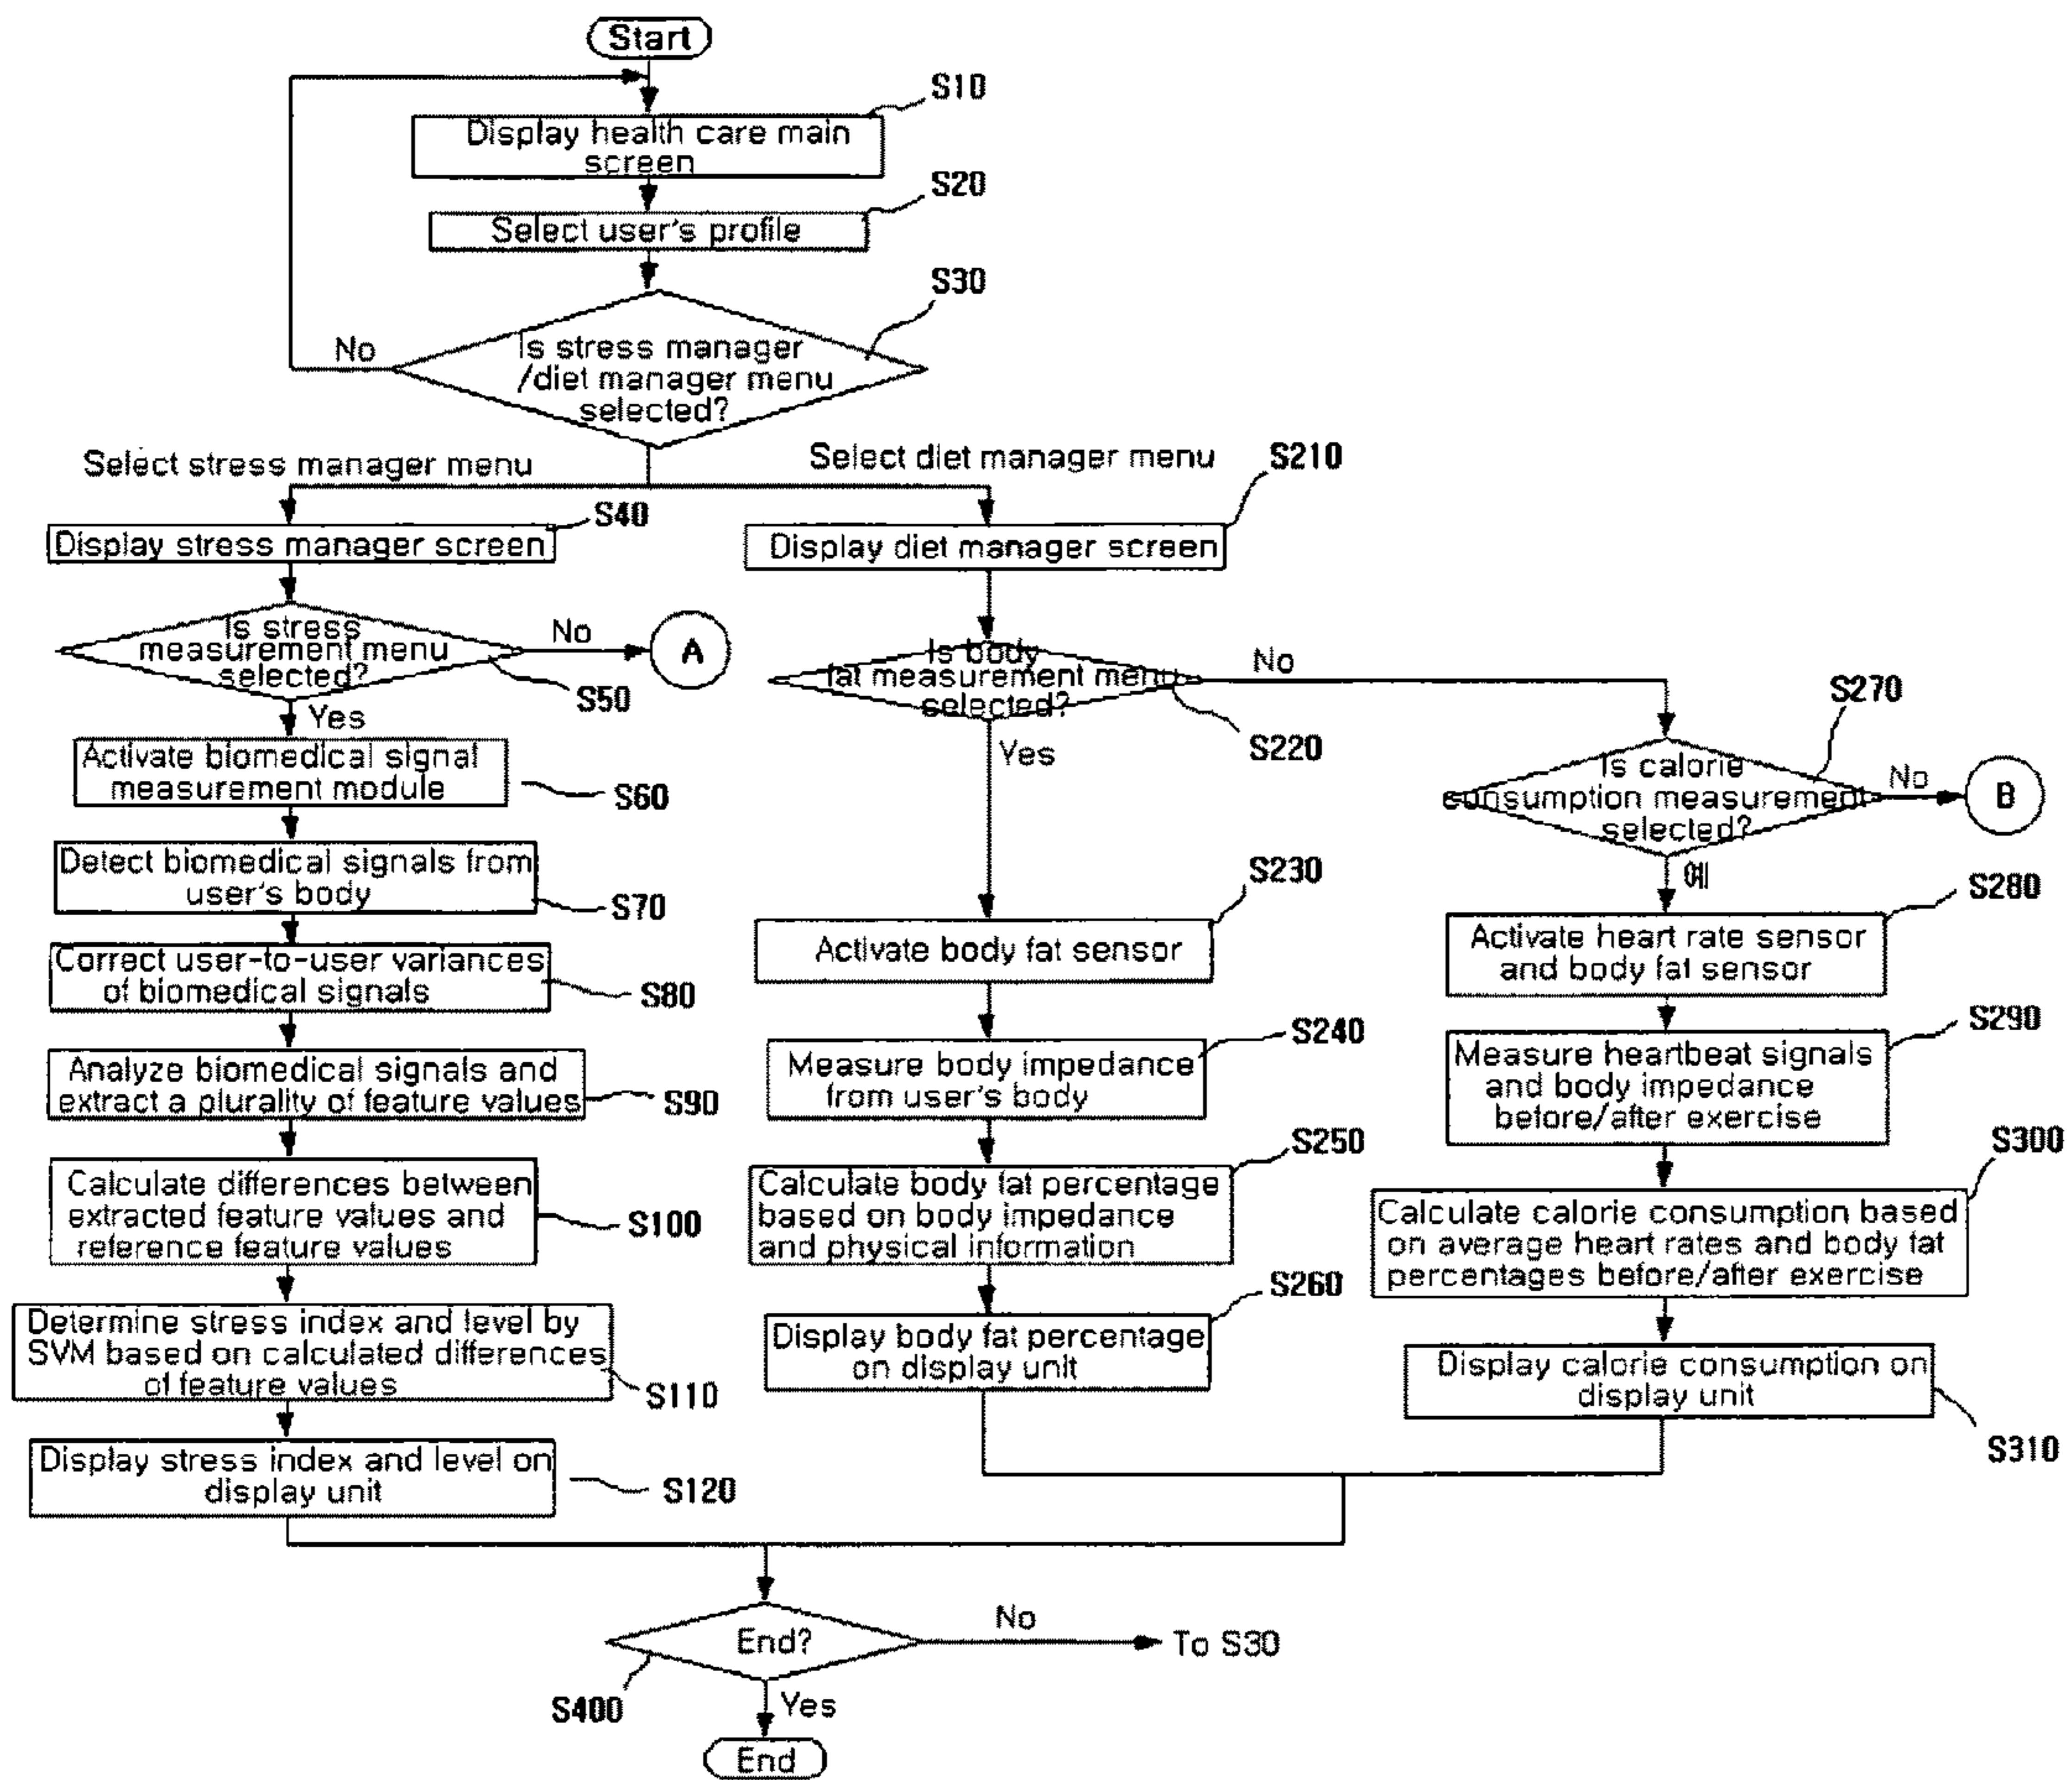 Start
S10
Display health care main
screen
S20
Select user's profile
S30
No
Is stress manager
/diet manager menu
selected?
Select stress manager menu
Select diet manager menu
S210
S40
Display stress manager screen
Display diet manager screen
Is stress
measurement menu
selected?
No
A
S50
Yes
Is body
fat measurement menu
selected?
No
S220
Yes
S270
Is calorie
consumption measurement
selected?
No
B
예
Activate biomedical signal
measurement module
S60
Detect biomedical signals from
user's body
S70
Correct user-to-user variances
of biomedical signals
S80
Analyze biomedical signals and
extract a plurality of feature values
S90
Calculate differences between
extracted feature values and
reference feature values
S100
Determine stress index and level by
SVM based on calculated differences
of feature values
S110
Display stress index and level on
display unit
S120
S230
Activate body fat sensor
S240
Measure body impedance
from user's body
S250
Calculate body fat percentage
based on body impedance
and physical information
S260
Display body fat percentage
on display unit
S280
Activate heart rate sensor
and body fat sensor
S290
Measure heartbeat signals
and body impedance
before/after exercise
S300
Calculate calorie consumption based
on average heart rates and body fat
percentages before/after exercise
Display calorie consumption on
display unit
S310
End?
No
To S30
S400
Yes
End